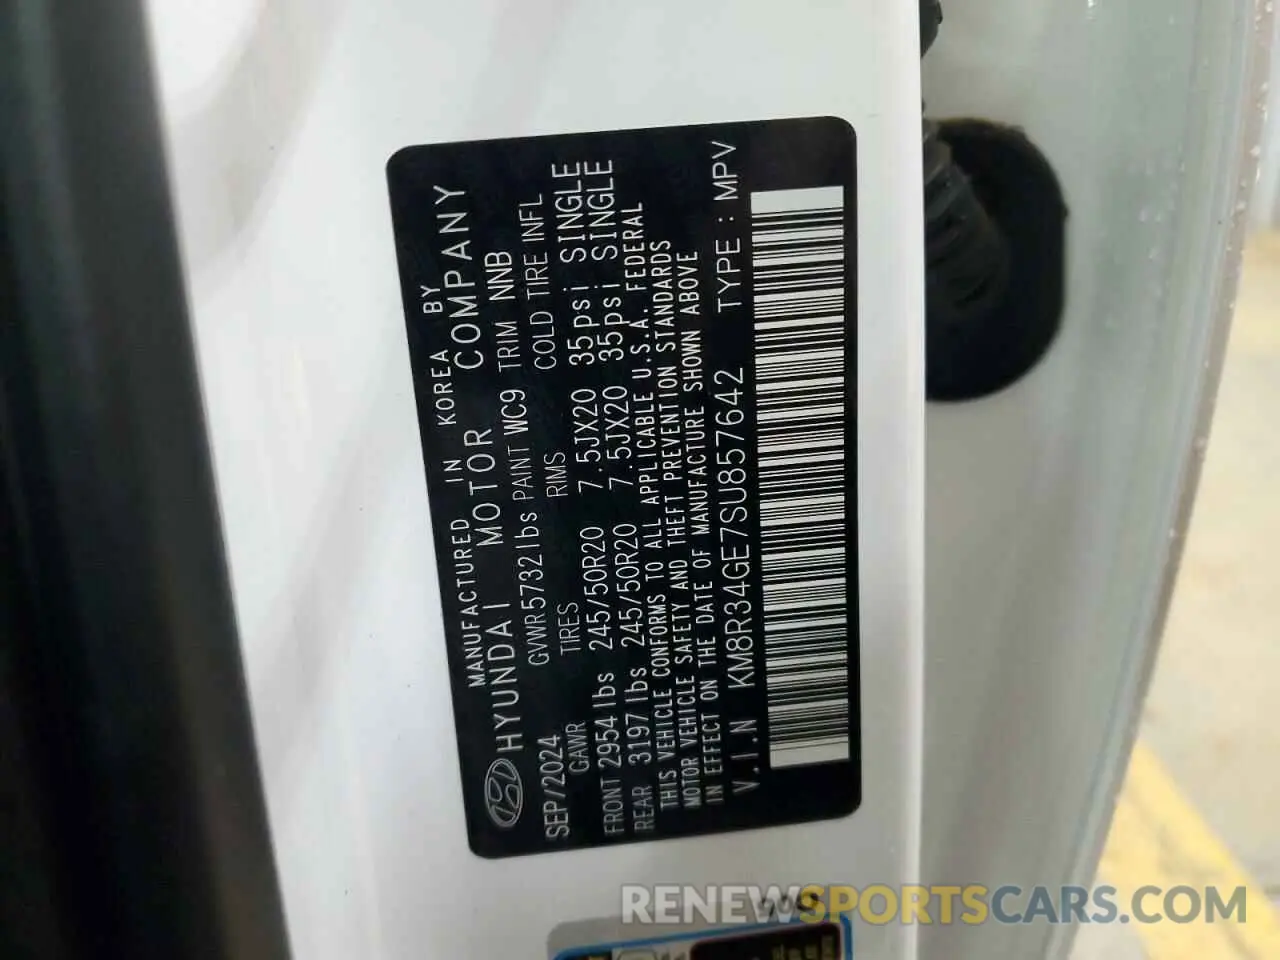 MANUFACTURED IN KOREA BY
HYUNDAI MOTOR COMPANY
SEP/2024 GVWR5732lbs PAINT WC9 TRIM NNB
GAWR TIRES RIMS COLD TIRE INFL
FRONT 2954lbs 245/50R20 7.5JX20 35psi SINGLE
REAR 3197lbs 245/50R20 7.5JX20 35psi SINGLE
THIS VEHICLE CONFORMS TO ALL APPLICABLE U.S.A. FEDERAL
MOTOR VEHICLE SAFETY AND THEFT PREVENTION STANDARDS
IN EFFECT ON THE DATE OF MANUFACTURE SHOWN ABOVE
V.I.N KM8R34GE7SU857642 TYPE : MPV
RENEWSPORTSCARS.COM